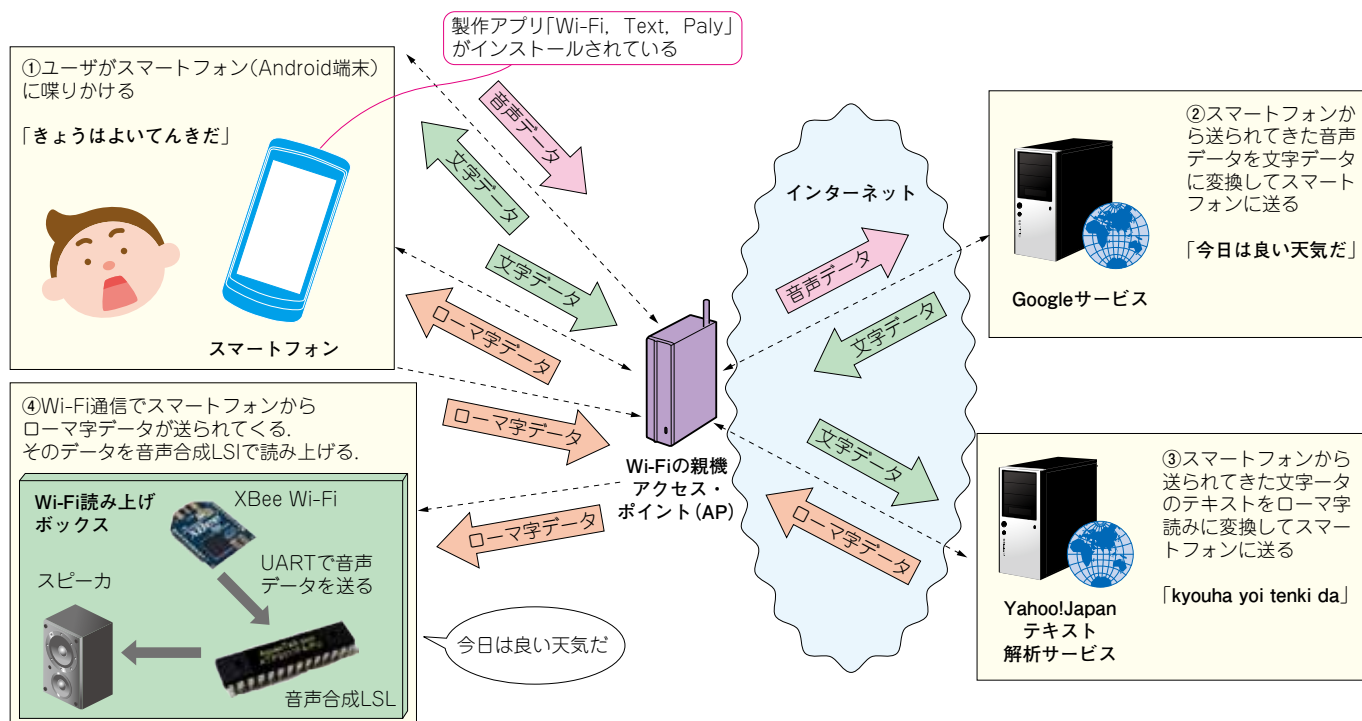 製作アプリ「Wi-Fi, Text, Paly」
がインストールされている
①ユーザがスマートフォン(Android端末)
に喋りかける
「きょうはよいてんきだ」
スマートフォン
音声データ
文字データ
文字データ
ローマ字データ
ローマ字データ
ローマ字データ
Wi-Fiの親機
アクセス・
ポイント(AP)
インターネット
音声データ
文字データ
文字データ
ローマ字データ
②スマートフォンか
ら送られてきた音声
データを文字データ
に変換してスマート
フォンに送る
「今日は良い天気だ」
Googleサービス
③スマートフォンから
送られてきた文字ータ
のテキストをローマ字
読みに変換してスマー
トフォンに送る
「kyouha yoi tenki da」
Yahoo!Japan
テキスト
解析サービス
④Wi-Fi通信でスマートフォンから
ローマ字データが送られてくる.
そのデータを音声合成LSIで読み上げる.
Wi-Fi読み上げ
ボックス
XBee Wi-Fi
UARTで音声
データを送る
スピーカ
音声合成LSL
今日は良い天気だ